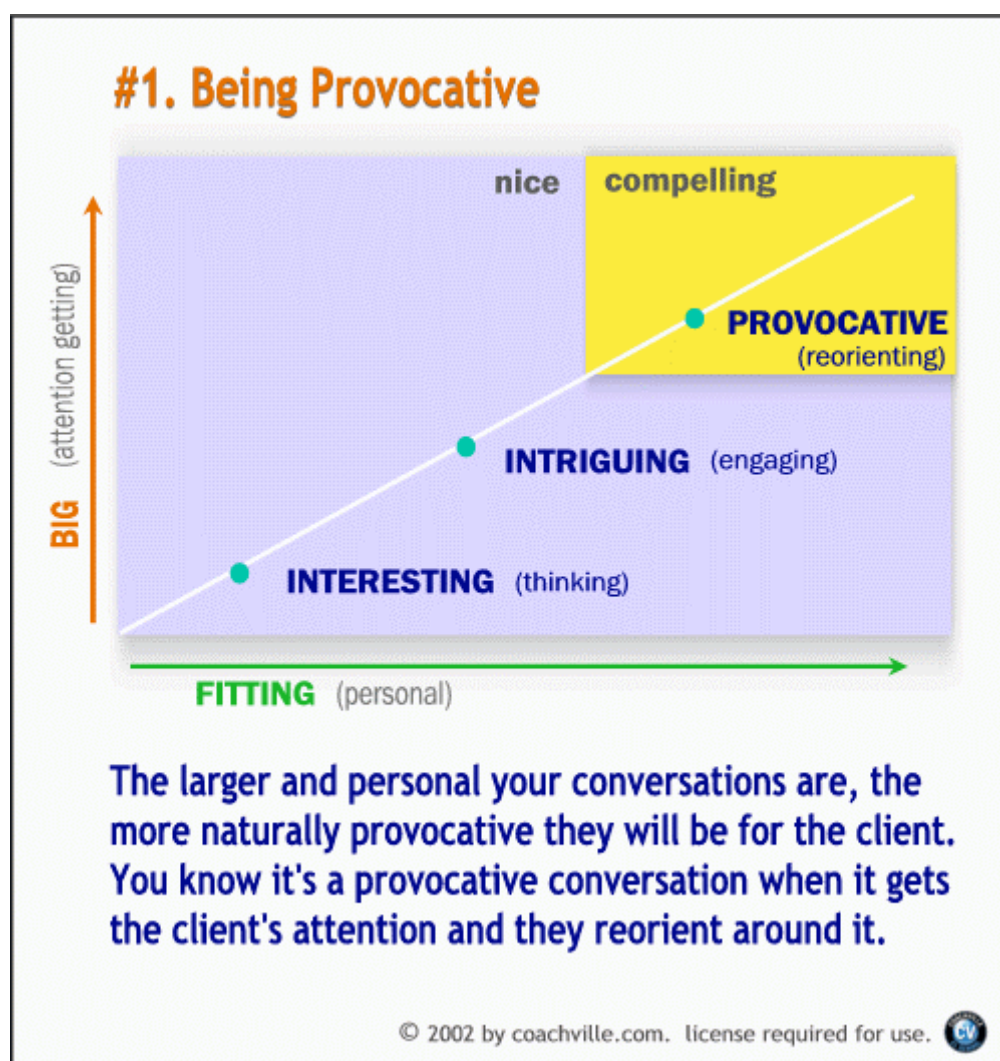 #1. Being Provocative
nice compelling
BIG (attention getting)
PROVOCATIVE
(reorienting)
INTRIGUING (engaging)
INTERESTING (thinking)
FITTING (personal)
The larger and personal your conversations are, the
more naturally provocative they will be for the client.
You know it's a provocative conversation when it gets
the client's attention and they reorient around it.
© 2002 by coachville.com. license required for use.
CV